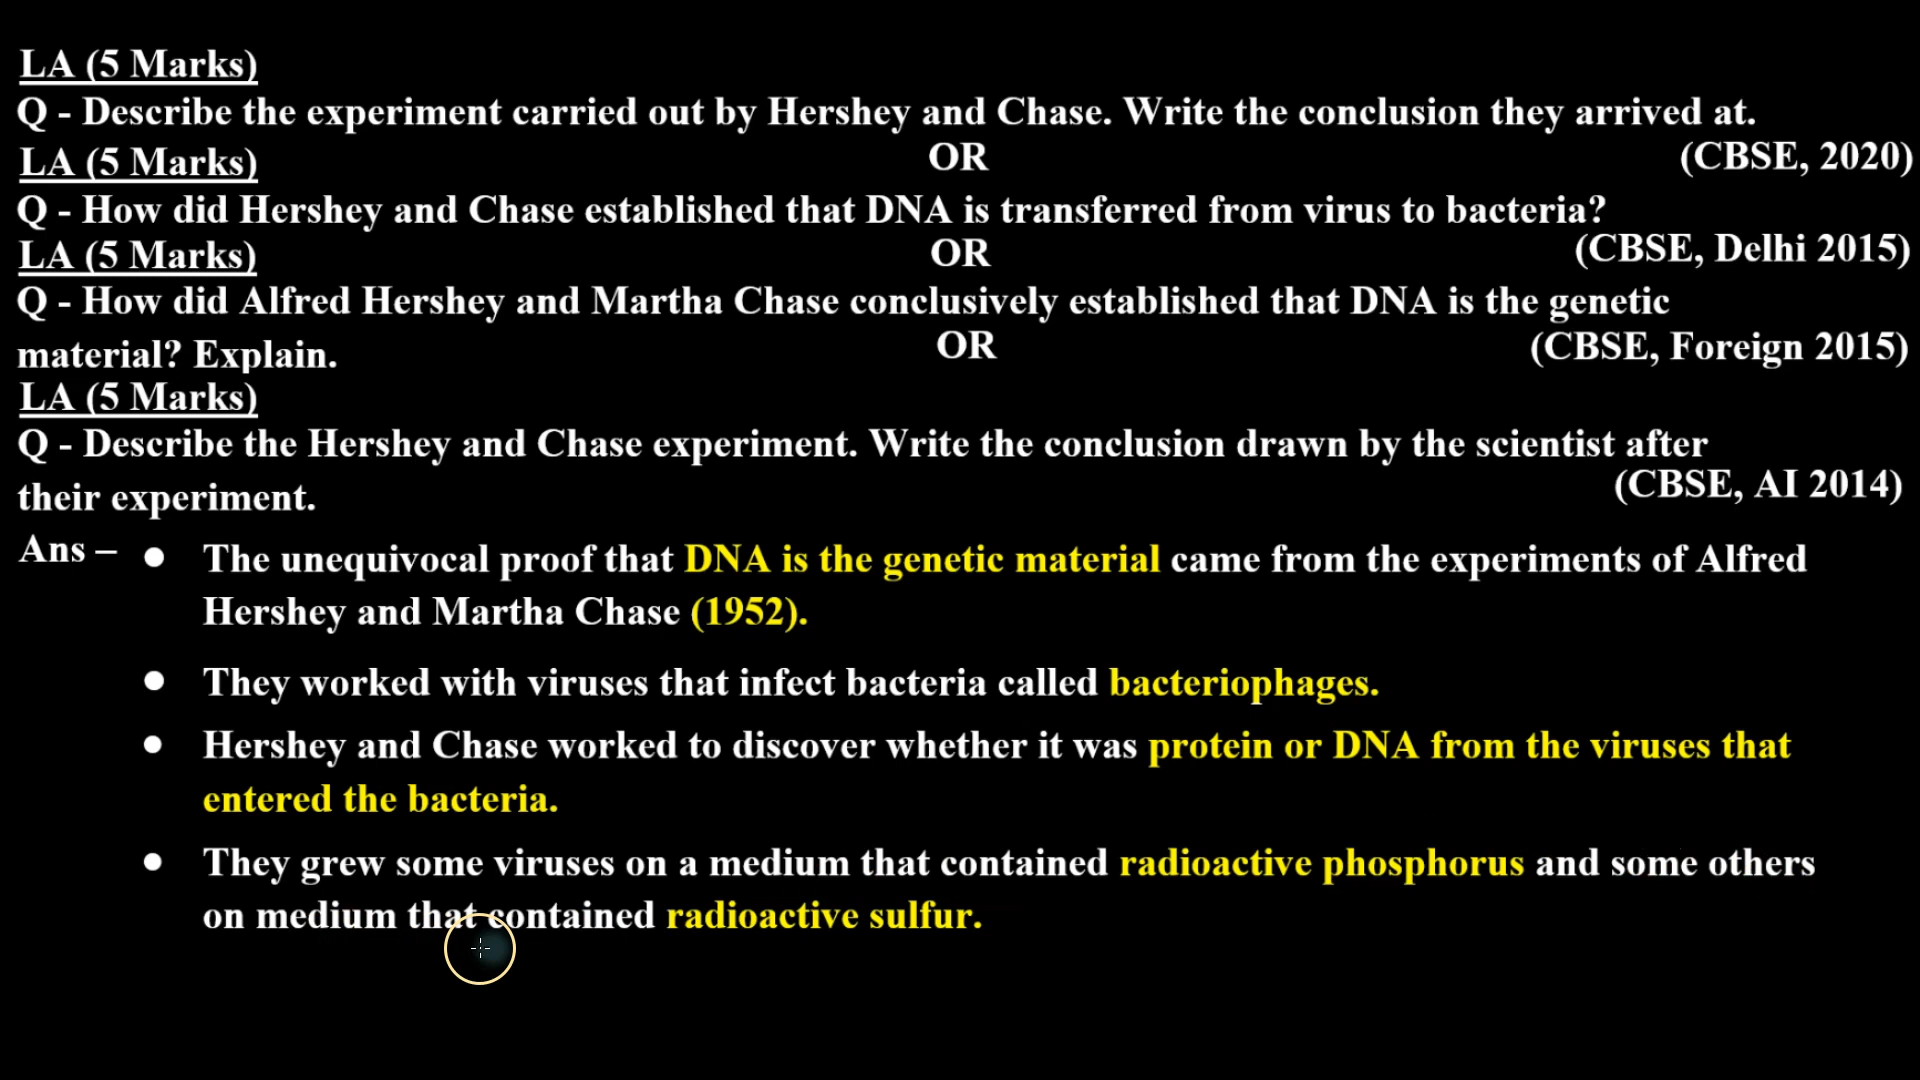 LA (5 Marks)
Q - Describe the experiment carried out by Hershey and Chase. Write the conclusion they arrived at.
OR (CBSE, 2020)
LA (5 Marks)
Q - How did Hershey and Chase established that DNA is transferred from virus to bacteria?
OR (CBSE, Delhi 2015)
LA (5 Marks)
Q - How did Alfred Hershey and Martha Chase conclusively established that DNA is the genetic
material? Explain. OR (CBSE, Foreign 2015)
LA (5 Marks)
Q - Describe the Hershey and Chase experiment. Write the conclusion drawn by the scientist after
their experiment. (CBSE, AI 2014)
Ans – ● The unequivocal proof that DNA is the genetic material came from the experiments of Alfred
Hershey and Martha Chase (1952).
● They worked with viruses that infect bacteria called bacteriophages.
● Hershey and Chase worked to discover whether it was protein or DNA from the viruses that
entered the bacteria.
● They grew some viruses on a medium that contained radioactive phosphorus and some others
on medium that contained radioactive sulfur.